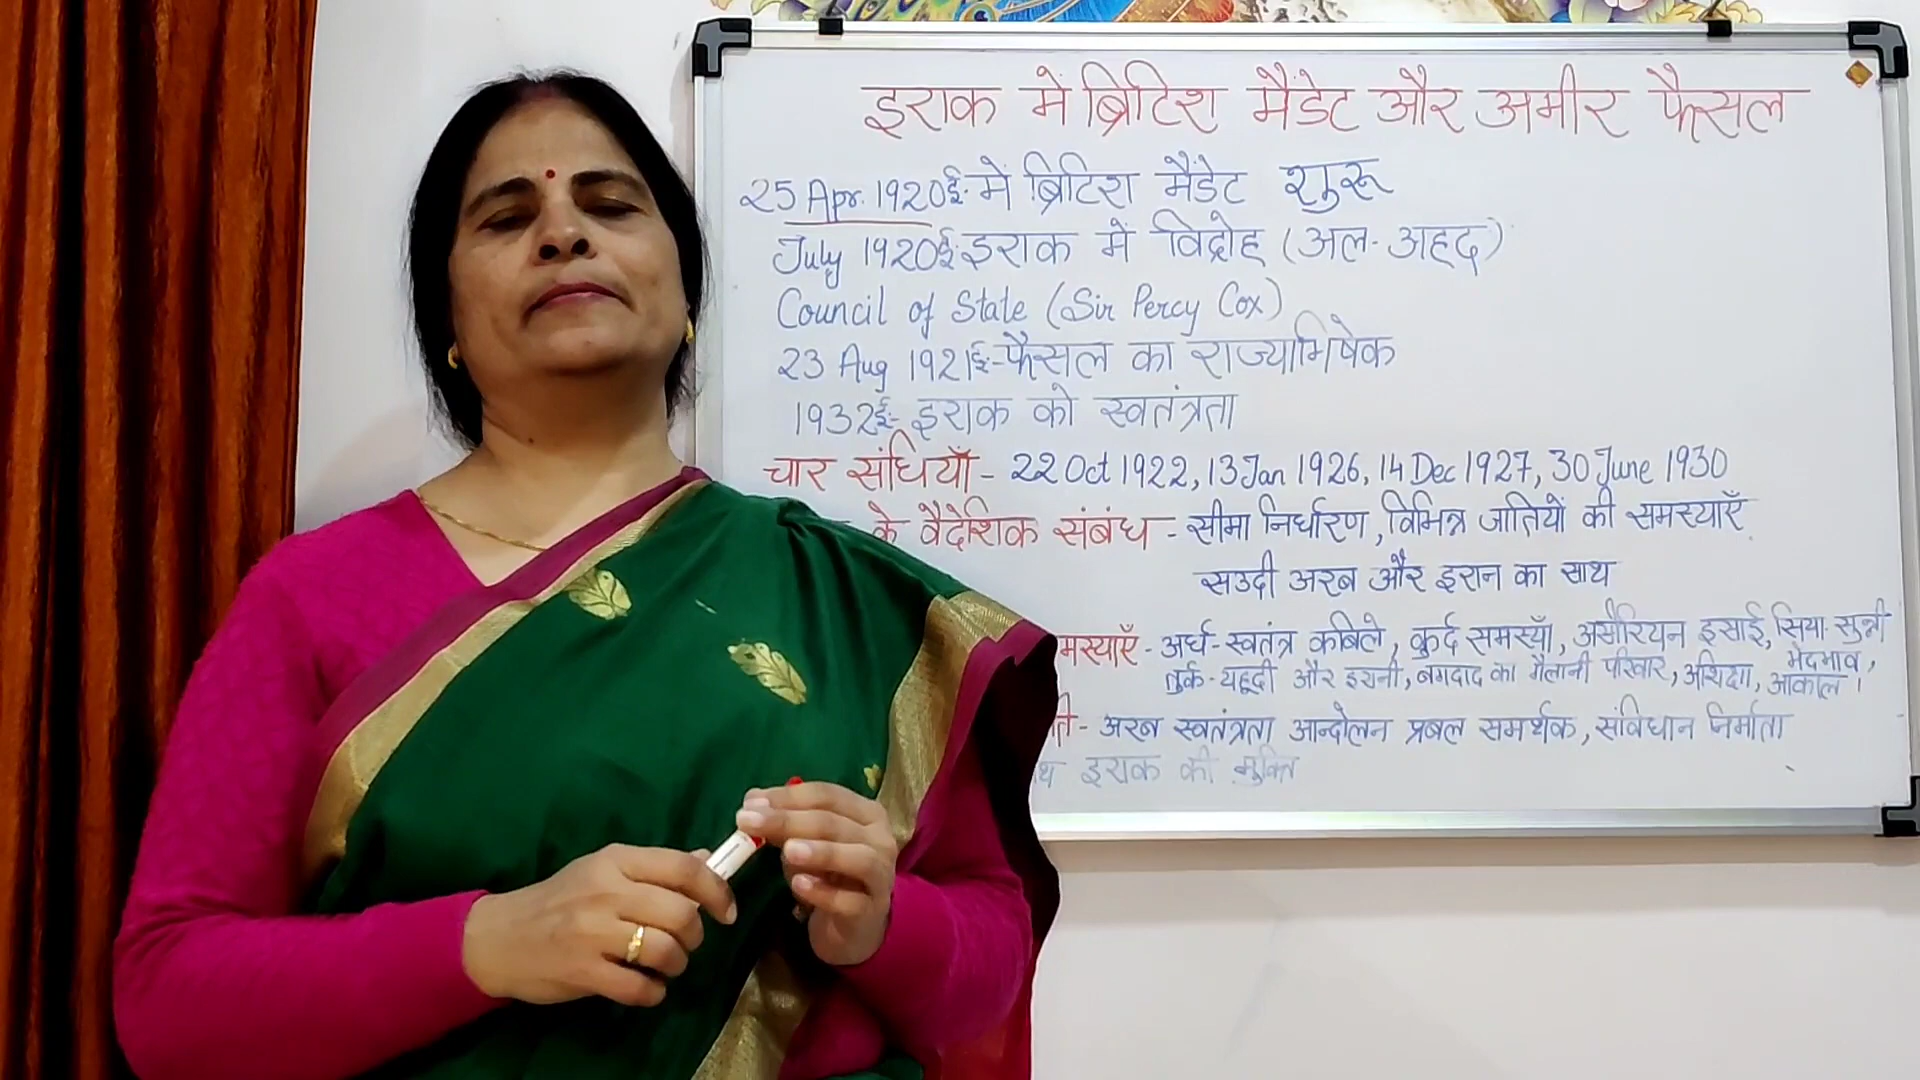 इराक में ब्रिटिश मैंडेट और अमीर फैसल
25 Apr. 1920ई. में ब्रिटिश मैंडेट शुरू
July 1920ई. इराक में विद्रोह (अल-अहद)
Council of State (Sir Percy Cox)
23 Aug 1921ई-फैसल का राज्याभिषेक
1932ई- इराक को स्वतंत्रता
चार संधियाँ - 22 Oct 1922, 13 Jan 1926, 14 Dec 1927, 30 June 1930
के वैदेशिक संबंध - सीमा निर्धारण, विभिन्न जातियों की समस्याएँ
सउदी अरब और इरान का साथ
मस्याएँ - अर्ध-स्वतंत्र कबिले, कुर्द समस्याँ, असीरियन इसाई, सिया-सुन्नी भेदभाव,
तुर्क-यहूदी और इरानी, बगदाद का गैलानी परिवार, अशिक्षा, आकाल।
ति- अरब स्वतंत्रता आन्दोलन प्रबल समर्थक, संविधान निर्माता
इराक की मुक्ति